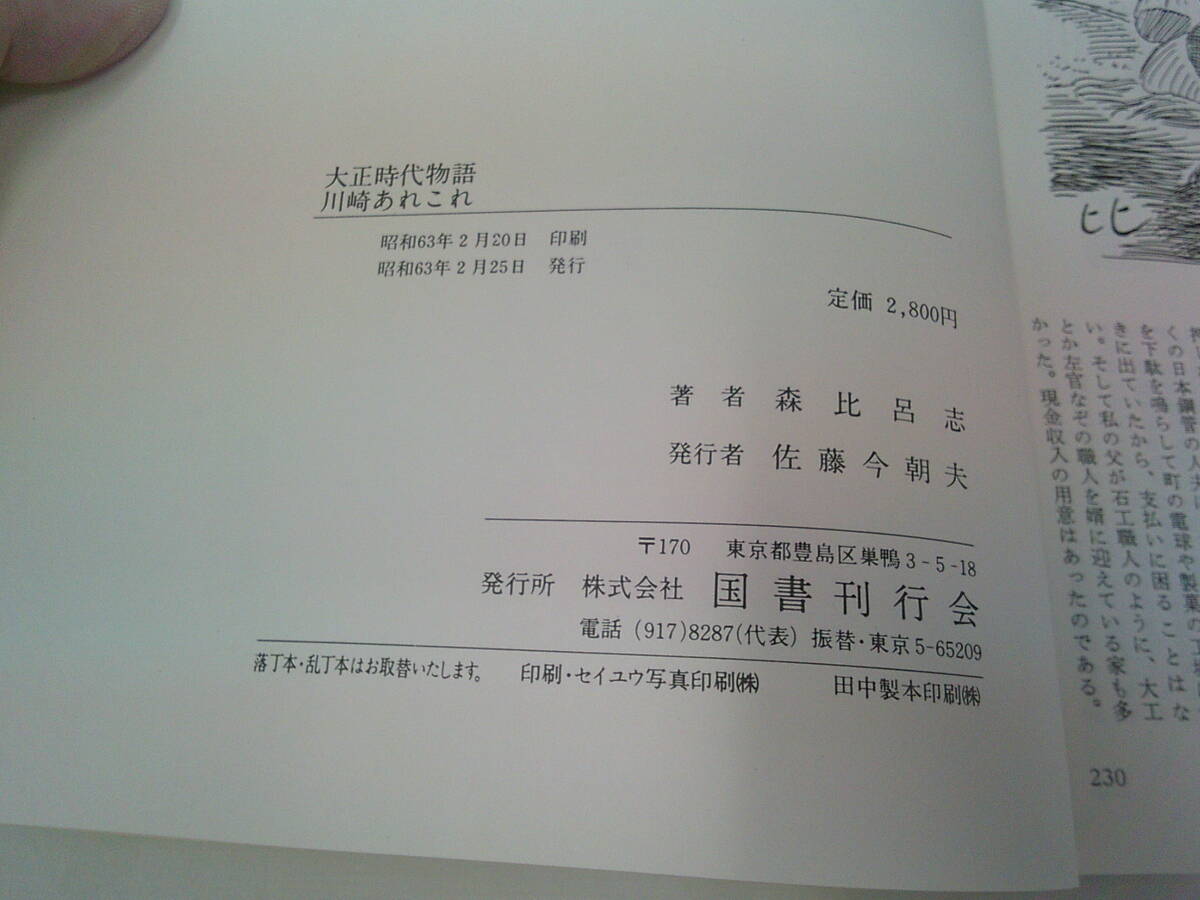 大正時代物語
川崎あれこれ
昭和63年2月20日 印刷
昭和63年2月25日 発行
定価 2,800円
著者 森比呂志
発行者 佐藤今朝夫
〒170 東京都豊島区巣鴨3-5-18
発行所 株式会社 国書刊行会
電話 (917)8287(代表) 振替・東京5-65209
落丁本・乱丁本はお取替いたします。 印刷・セイユウ写真印刷㈱ 田中製本印刷㈱
比
くの日本鋼管の人夫
を下駄を鳴らして町の電球や製菓の工
きに出ていたから、支払いに困ることはな
い。そして私の父が石工職人のように、大工
とか左官なぞの職人を婿に迎えている家も多
かった。現金収入の用意はあったのである。
230